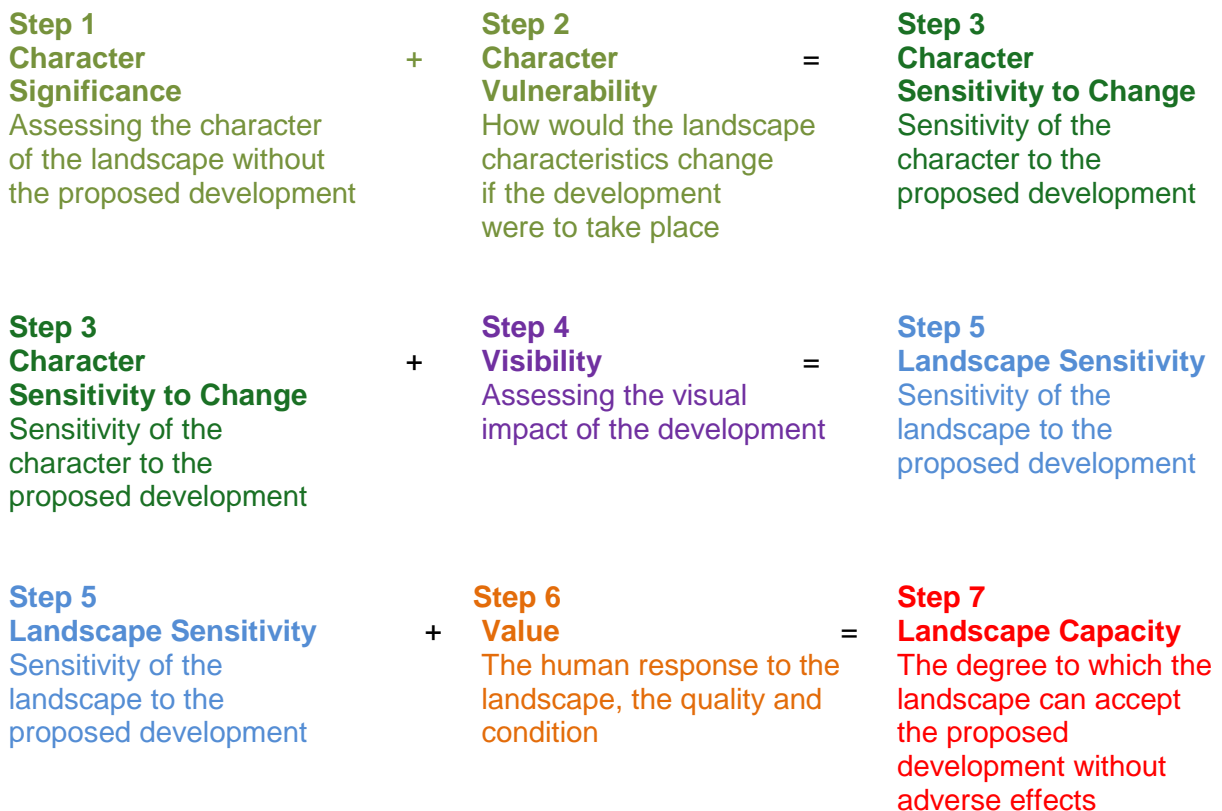 Step 1
Character
Significance
Assessing the character
of the landscape without
the proposed development
+
Step 2
Character
Vulnerability
How would the landscape
characteristics change
if the development
were to take place
=
Step 3
Character
Sensitivity to Change
Sensitivity of the
character to the
proposed development
Step 3
Character
Sensitivity to Change
Sensitivity of the
character to the
proposed development
+
Step 4
Visibility
Assessing the visual
impact of the development
=
Step 5
Landscape Sensitivity
Sensitivity of the
landscape to the
proposed development
Step 5
Landscape Sensitivity
Sensitivity of the
landscape to the
proposed development
+
Step 6
Value
The human response to the
landscape, the quality and
condition
=
Step 7
Landscape Capacity
The degree to which the
landscape can accept
the proposed
development without
adverse effects